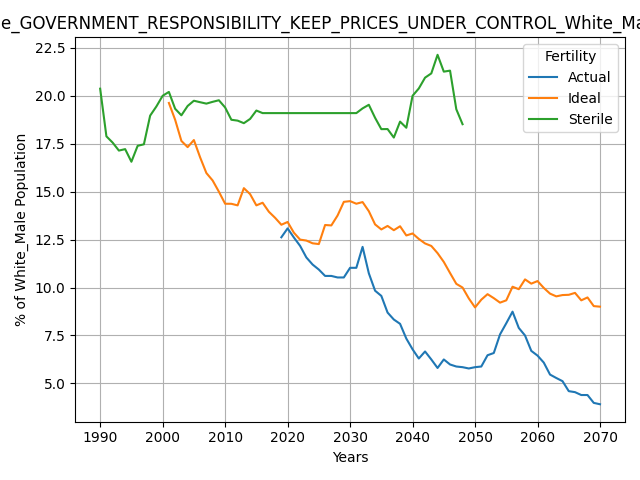 e_GOVERNMENT_RESPONSIBILITY_KEEP_PRICES_UNDER_CONTROL_White_Ma
22.5
20.0
17.5
15.0
12.5
10.0
7.5
5.0
% of White_Male Population
Fertility
Actual
Ideal
Sterile
1990 2000 2010 2020 2030 2040 2050 2060 2070
Years